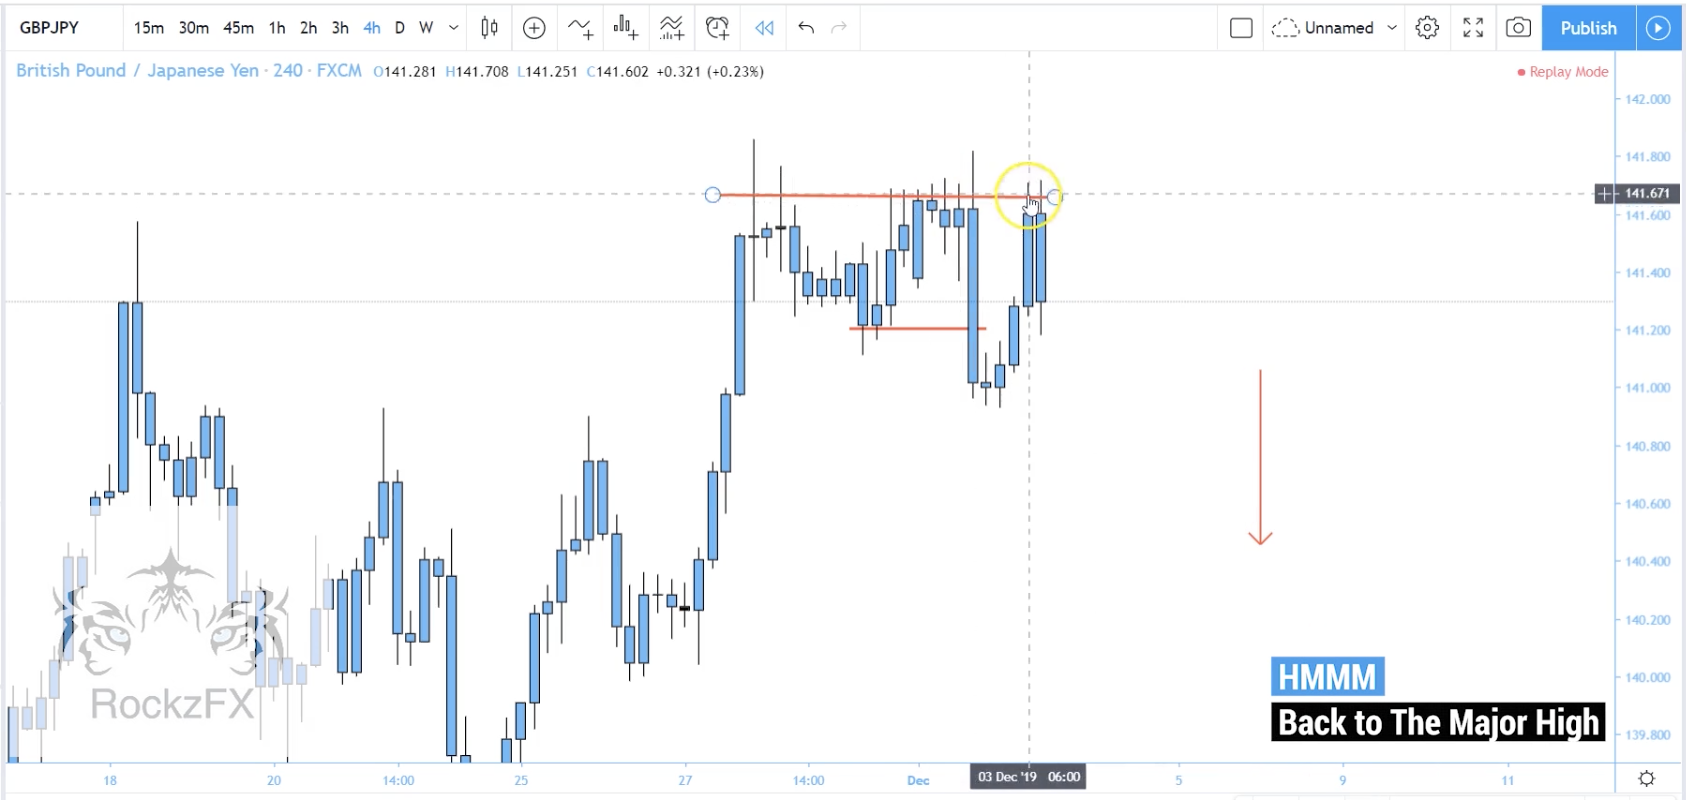 GBPJPY 15m 30m 45m 1h 2h 3h 4h D W Unnamed Publish
British Pound / Japanese Yen · 240 · FXCM O141.281 H141.708 L141.251 C141.602 +0.321 (+0.23%) Replay Mode
142.000
141.800
141.671
141.600
141.400
141.200
141.000
140.800
140.600
140.400
140.200
140.000
139.800
RockzFX
HMMM
Back to The Major High
18 20 14:00 25 27 14:00 Dec 03 Dec '19 06:00 5 9 11